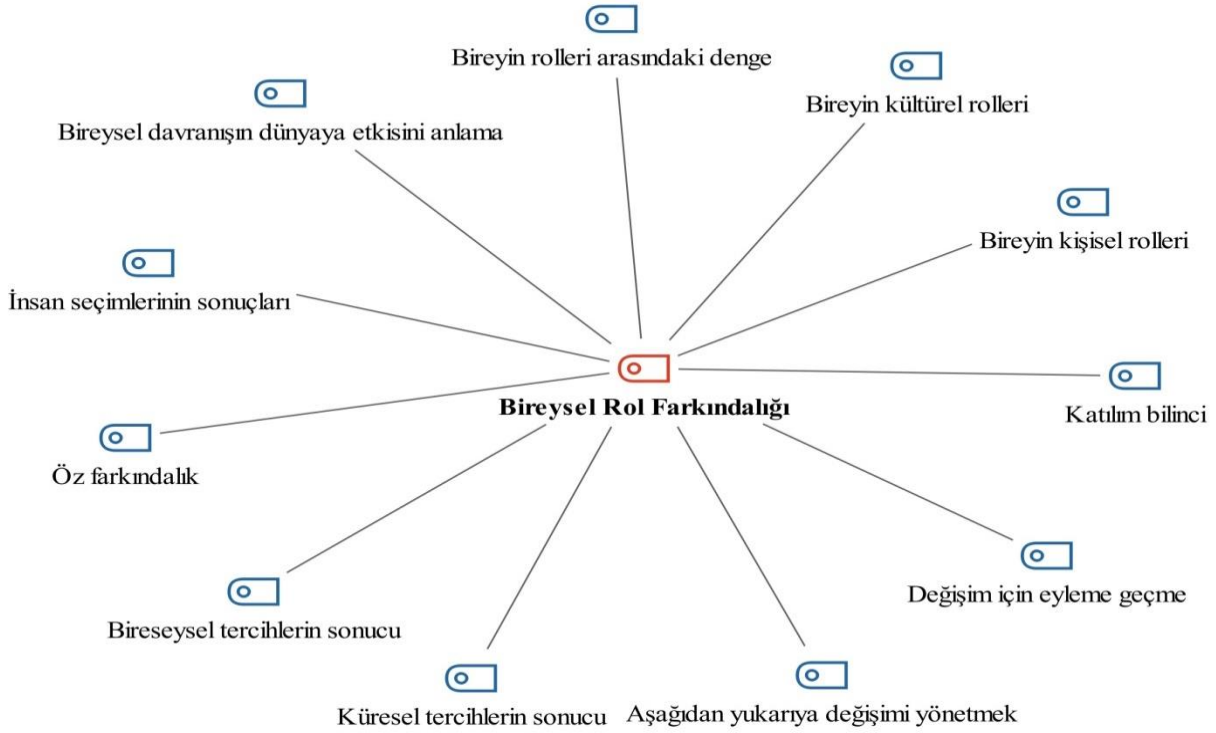 Bireyin rolleri arasındaki denge
Bireyin kültürel rolleri
Bireysel davranışın dünyaya etkisini anlama
Bireyin kişisel rolleri
İnsan seçimlerinin sonuçları
Bireysel Rol Farkındalığı
Katılım bilinci
Öz farkındalık
Değişim için eyleme geçme
Bireseysel tercihlerin sonucu
Küresel tercihlerin sonucu
Aşağıdan yukarıya değişimi yönetmek